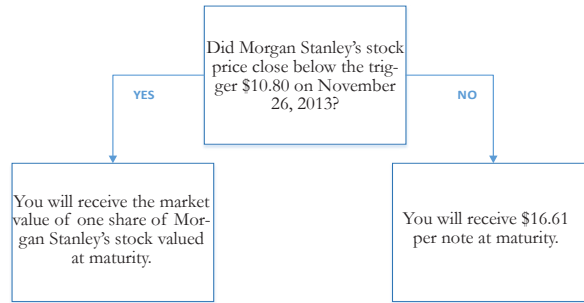 Did Morgan Stanley's stock
price close below the trig-
ger $10.80 on November
26, 2013?
YES
NO
You will receive the market
value of one share of Mor-
gan Stanley's stock valued
at maturity.
You will receive $16.61
per note at maturity.